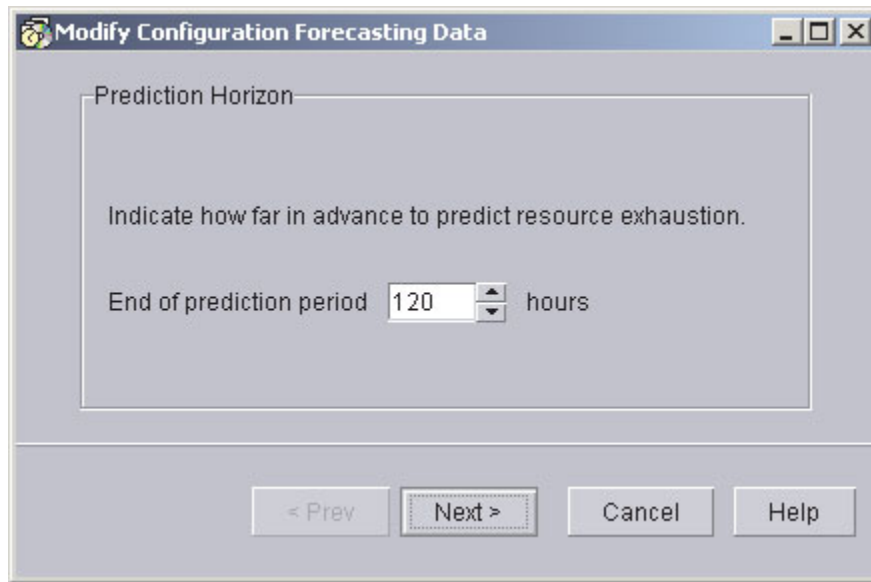 Modify Configuration Forecasting Data
Prediction Horizon
Indicate how far in advance to predict resource exhaustion.
End of prediction period 120 hours
< Prev Next > Cancel Help